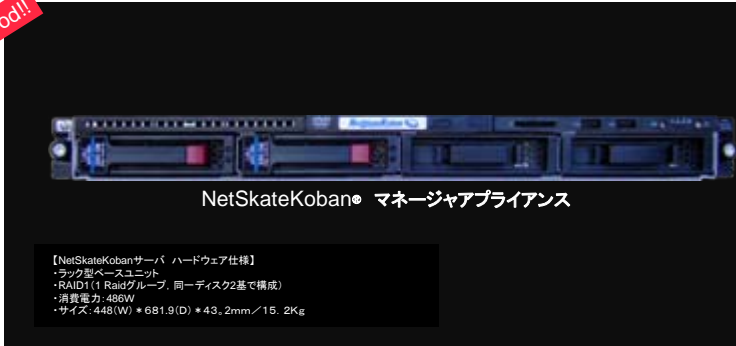 od!!
NetSkateKoban® マネージャアプライアンス
【NetSkateKobanサーバ ハードウェア仕様】
・ラック型ベースユニット
・RAID1(1 Raidグループ, 同一ディスク2基で構成)
・消費電力:486W
・サイズ:448(W)*681.9(D)*43。2mm/15. 2Kg